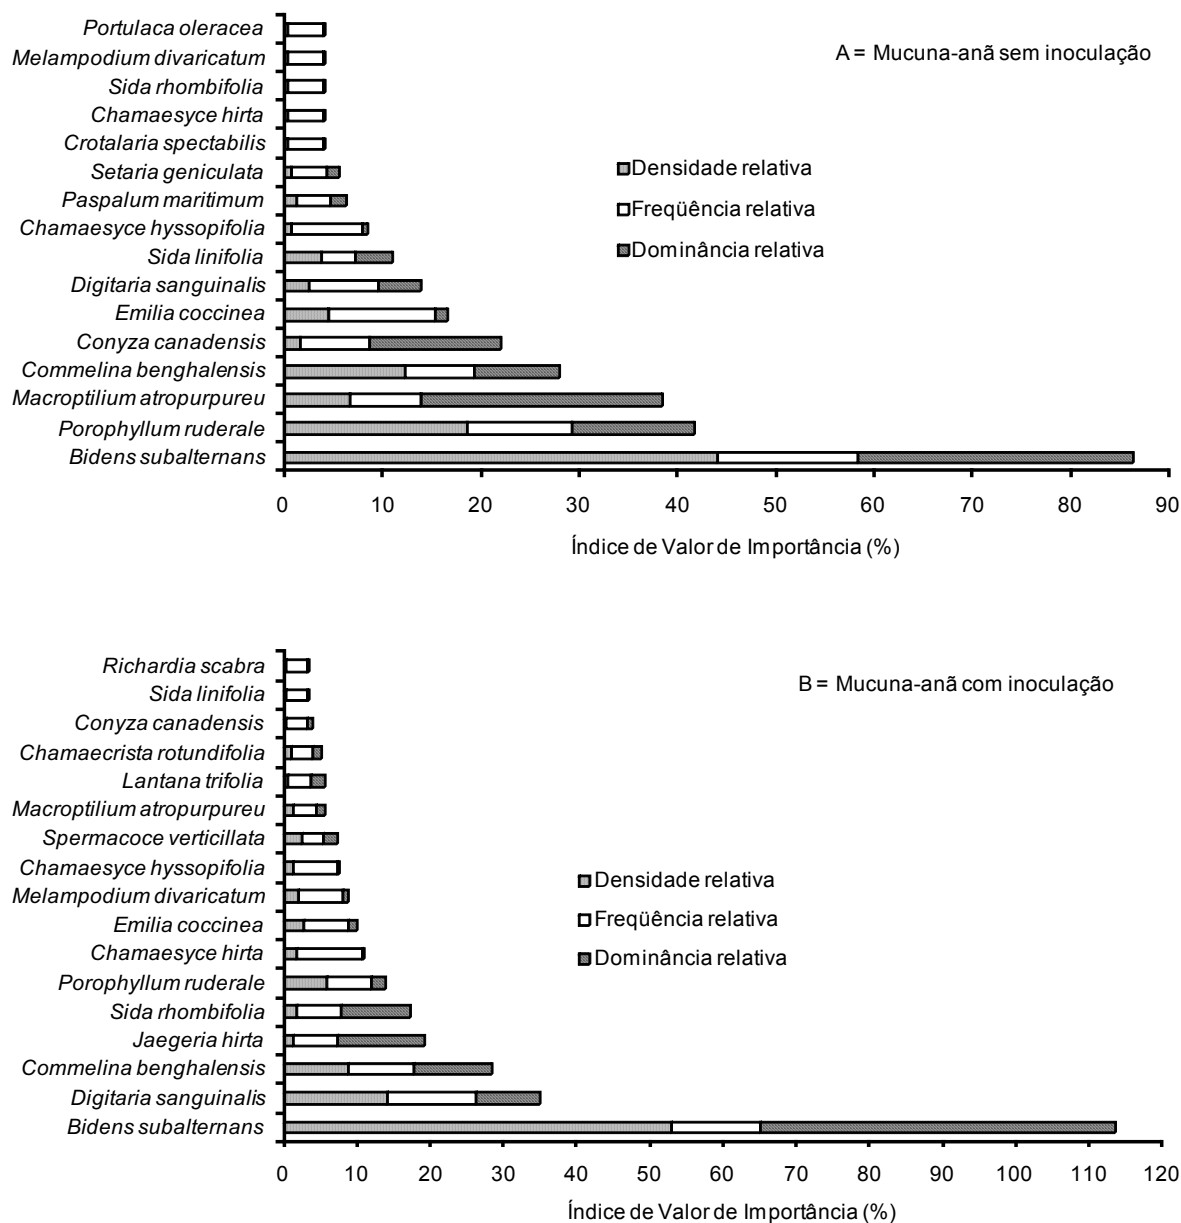 Portulaca oleracea
Melampodium divaricatum
A = Mucuna-anã sem inoculação
Sida rhombifolia
Chamaesyce hirta
Crotalaria spectabilis
Setaria geniculata
Densidade relativa
Paspalum maritimum
Freqüência relativa
Chamaesyce hyssopifolia
Dominância relativa
Sida linifolia
Digitaria sanguinalis
Emilia coccinea
Conyza canadensis
Commelina benghalensis
Macroptilium atropurpureu
Porophyllum ruderale
Bidens subalternans
0 10 20 30 40 50 60 70 80 90
Índice de Valor de Importância (%)
Richardia scabra
B = Mucuna-anã com inoculação
Sida linifolia
Conyza canadensis
Chamaecrista rotundifolia
Lantana trifolia
Macroptilium atropurpureu
Spermacoce verticillata
Chamaesyce hyssopifolia
Densidade relativa
Melampodium divaricatum
Freqüência relativa
Emilia coccinea
Chamaesyce hirta
Dominância relativa
Porophyllum ruderale
Sida rhombifolia
Jaegeria hirta
Commelina benghalensis
Digitaria sanguinalis
Bidens subalternans
0 10 20 30 40 50 60 70 80 90 100 110 120
Índice de Valor de Importância (%)